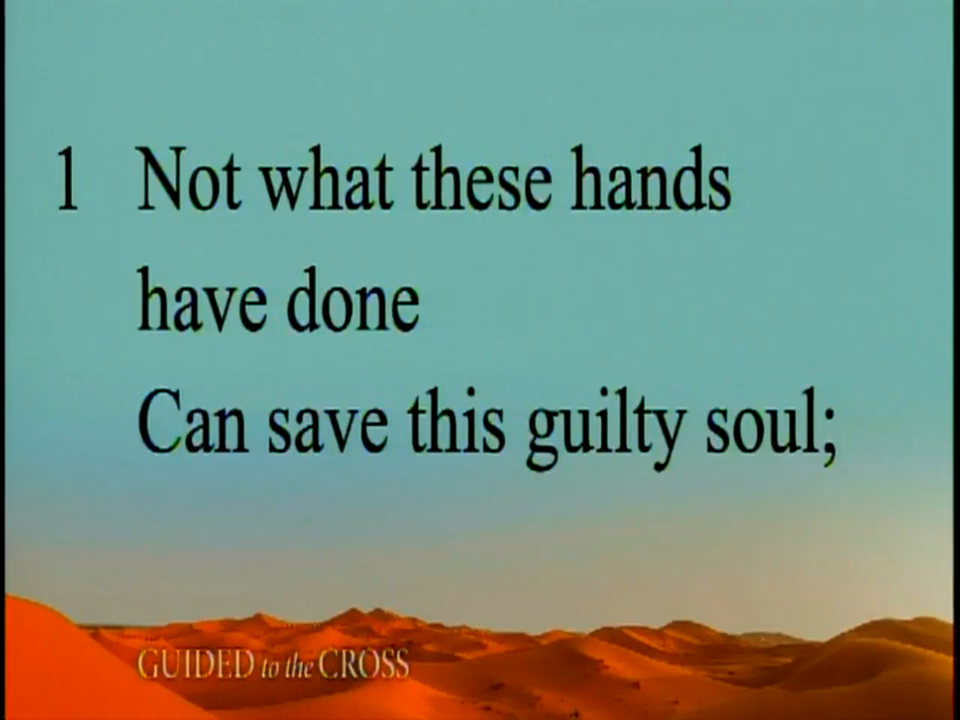 1 Not what these hands
have done
Can save this guilty soul;
GUIDED to the CROSS